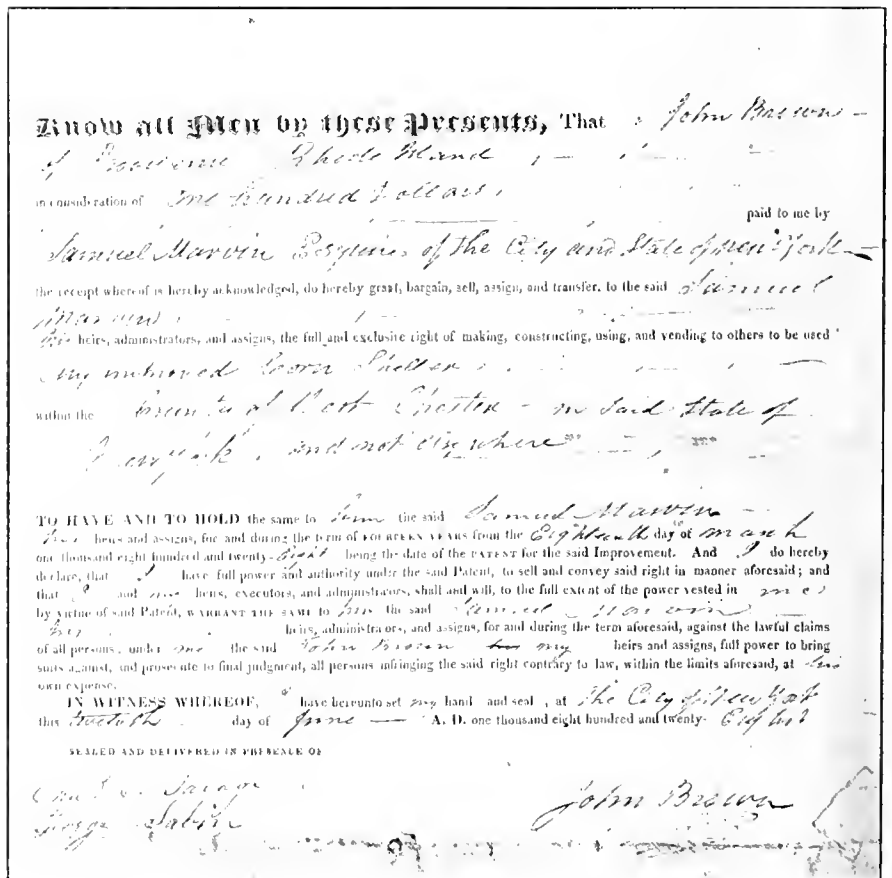 Know all Men by these Presents, That I John Brown
of Providence Rhode Island
in consideration of One Hundred Dollars
paid to me by
Samuel Marvin Esquire of the City and State of New York
the receipt whereof is hereby acknowledged, do hereby grant, bargain, sell, assign, and transfer, to the said Samuel
Marvin
his heirs, administrators, and assigns, the full and exclusive right of making, constructing, using, and vending to others to be used
my improved Corn Sheller
within the County of West Chester in said State of
New York, and not elsewhere
TO HAVE AND TO HOLD the same to him the said Samuel Marvin
his heirs and assigns, for and during the term of FOURTEEN YEARS from the Eighteenth day of March
one thousand eight hundred and twenty-Eight being the date of the PATENT for the said Improvement. And I do hereby
declare, that I have full power and authority under the said Patent, to sell and convey said right in manner aforesaid; and
that I and my heirs, executors, and administrators, shall and will, to the full extent of the power vested in me
by virtue of said Patent, WARRANT THE SAME to him the said Samuel Marvin
his heirs, administrators, and assigns, for and during the term aforesaid, against the lawful claims
of all persons, under me the said John Brown my heirs and assigns, full power to bring
suits against, and prosecute to final judgment, all persons infringing the said right contrary to law, within the limits aforesaid, at his
own expense.
IN WITNESS WHEREOF, I have hereunto set my hand and seal, at The City of New York
this day of June A. D. one thousand eight hundred and twenty-Eight
SEALED AND DELIVERED IN PRESENCE OF
Savage
George Sabin
John Brown